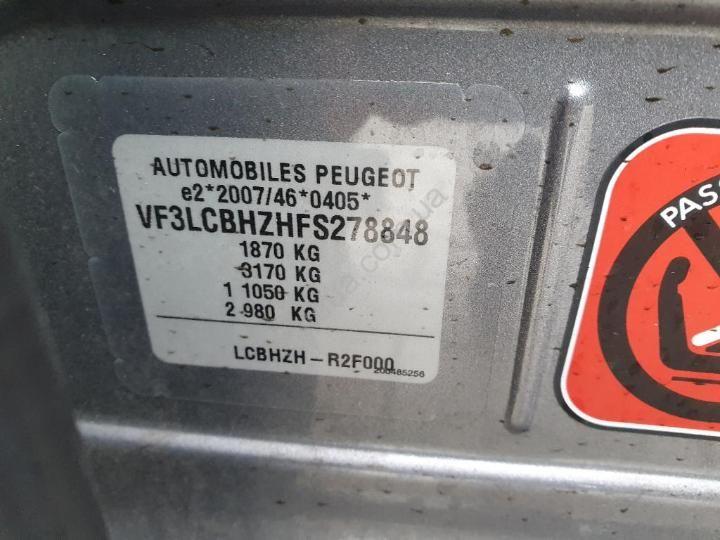 AUTOMOBILES PEUGEOT
e2*2007/46*0405*
VF3LCBHZHFS278848
1870 KG
3170 KG
1 1050 KG
2 980 KG
LCBHZH – R2F000
200485256
PASS